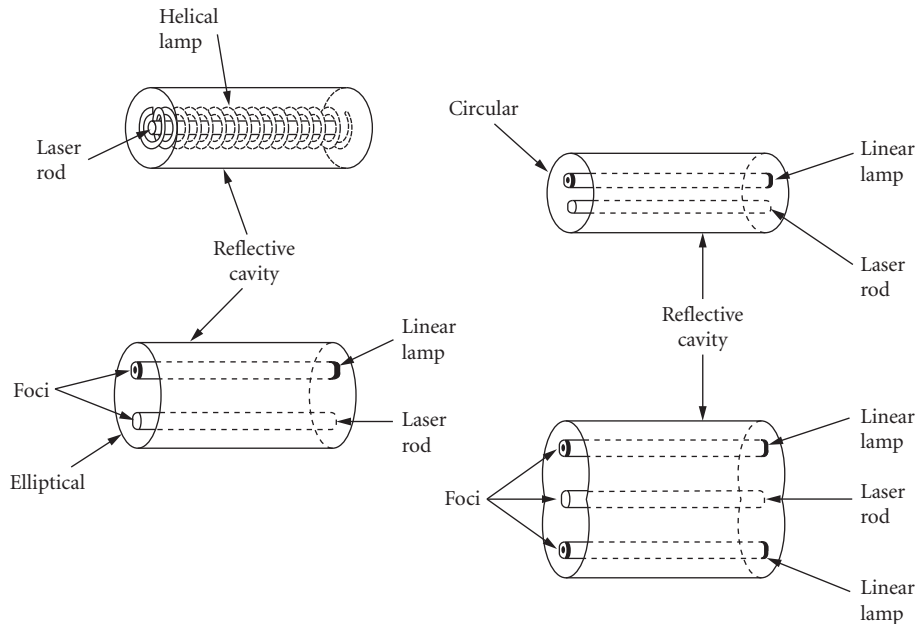 Helical
lamp
Laser
rod
Reflective
cavity
Linear
lamp
Foci
Laser
rod
Elliptical
Circular
Linear
lamp
Laser
rod
Reflective
cavity
Linear
lamp
Foci
Laser
rod
Linear
lamp